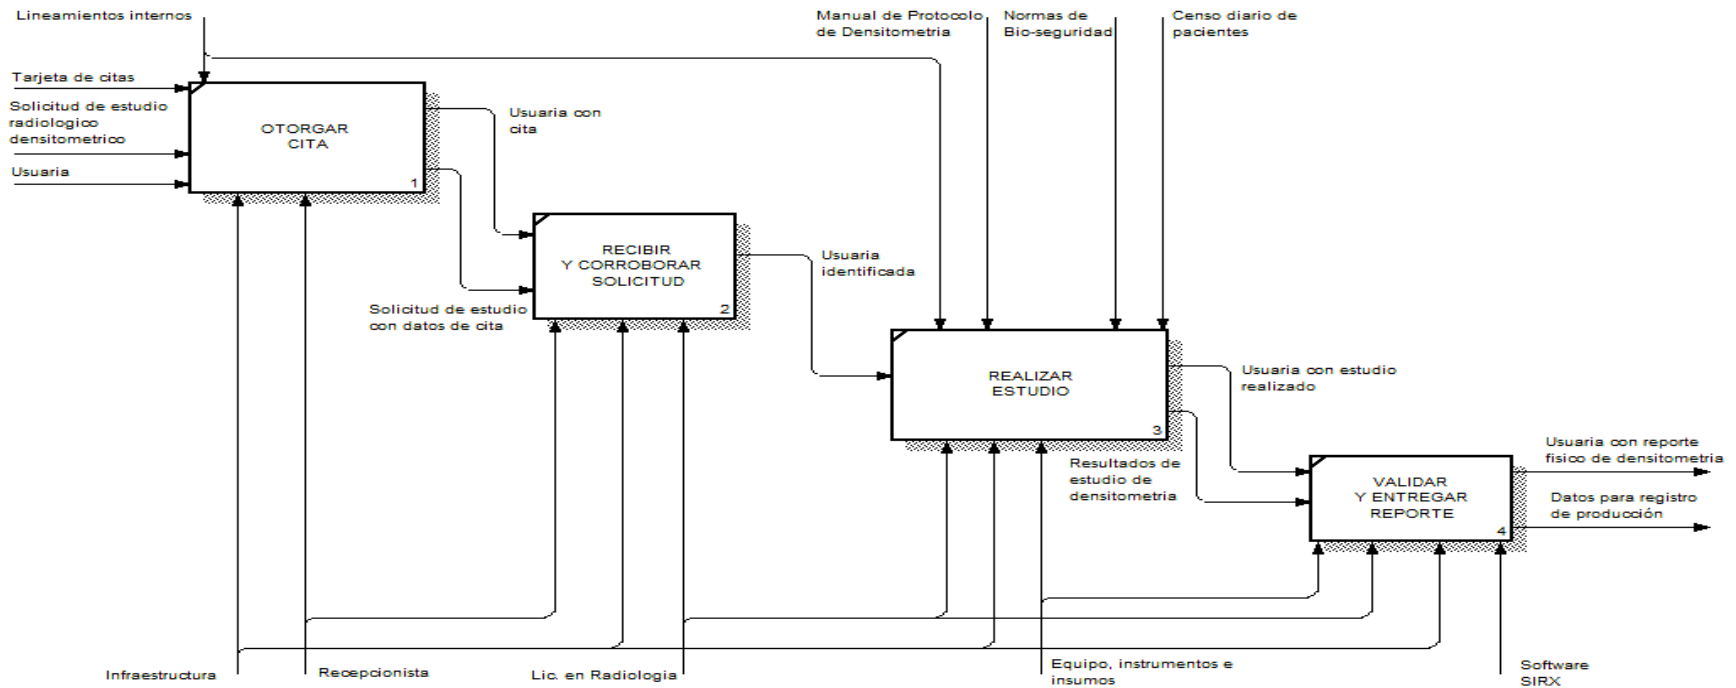 Lineamientos internos
Manual de Protocolo
de Densitometria
Normas de
Bio-seguridad
Censo diario de
pacientes
Tarjeta de citas
Solicitud de estudio
radiologico
densitometrico
Usuaria
OTORGAR
CITA
1
Usuaria con
cita
RECIBIR
Y CORROBORAR
SOLICITUD
2
Solicitud de estudio
con datos de cita
Usuaria
identificada
REALIZAR
ESTUDIO
3
Usuaria con estudio
realizado
Resultados de
estudio de
densitometria
VALIDAR
Y ENTREGAR
REPORTE
4
Usuaria con reporte
fisico de densitometria
Datos para registro
de producción
Infraestructura
Recepcionista
Lic. en Radiologia
Equipo, instrumentos e
insumos
Software
SIRX